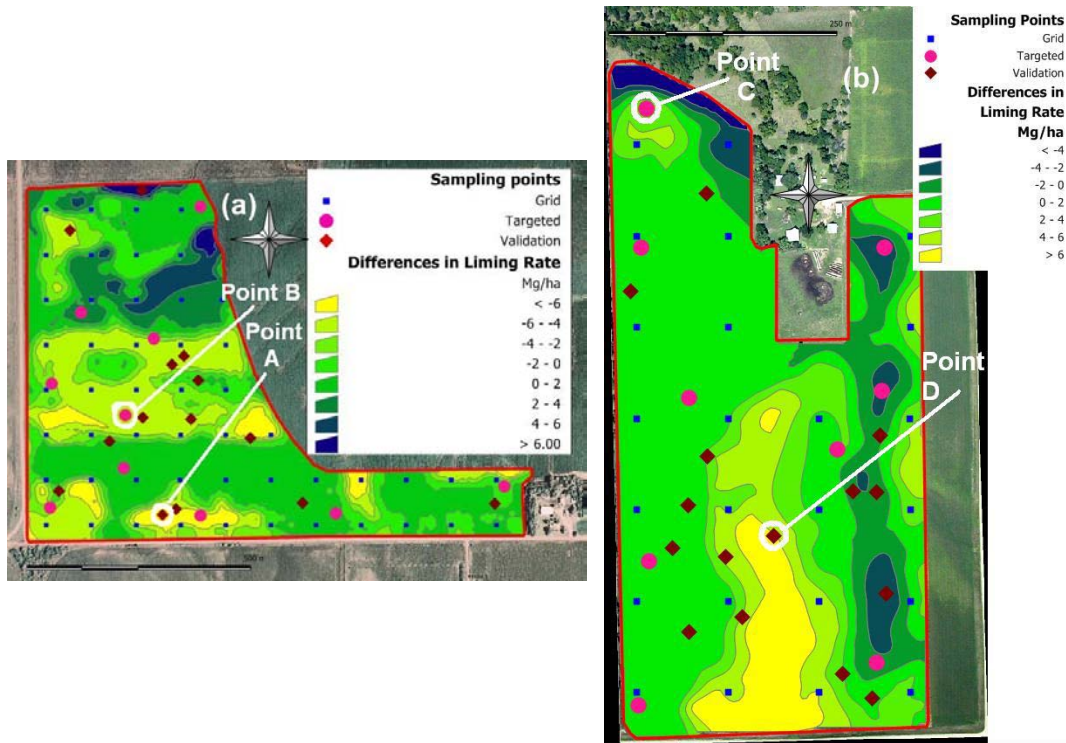 (a)
Sampling points
Grid
Targeted
Validation
Differences in Liming Rate
Mg/ha
< -6
-6 - -4
-4 - -2
-2 - 0
0 - 2
2 - 4
4 - 6
> 6.00
Point B
Point
A
500 m
250 m
(b)
Sampling Points
Grid
Targeted
Validation
Differences in
Liming Rate
Mg/ha
< -4
-4 - -2
-2 - 0
0 - 2
2 - 4
4 - 6
> 6
Point
C
Point
D